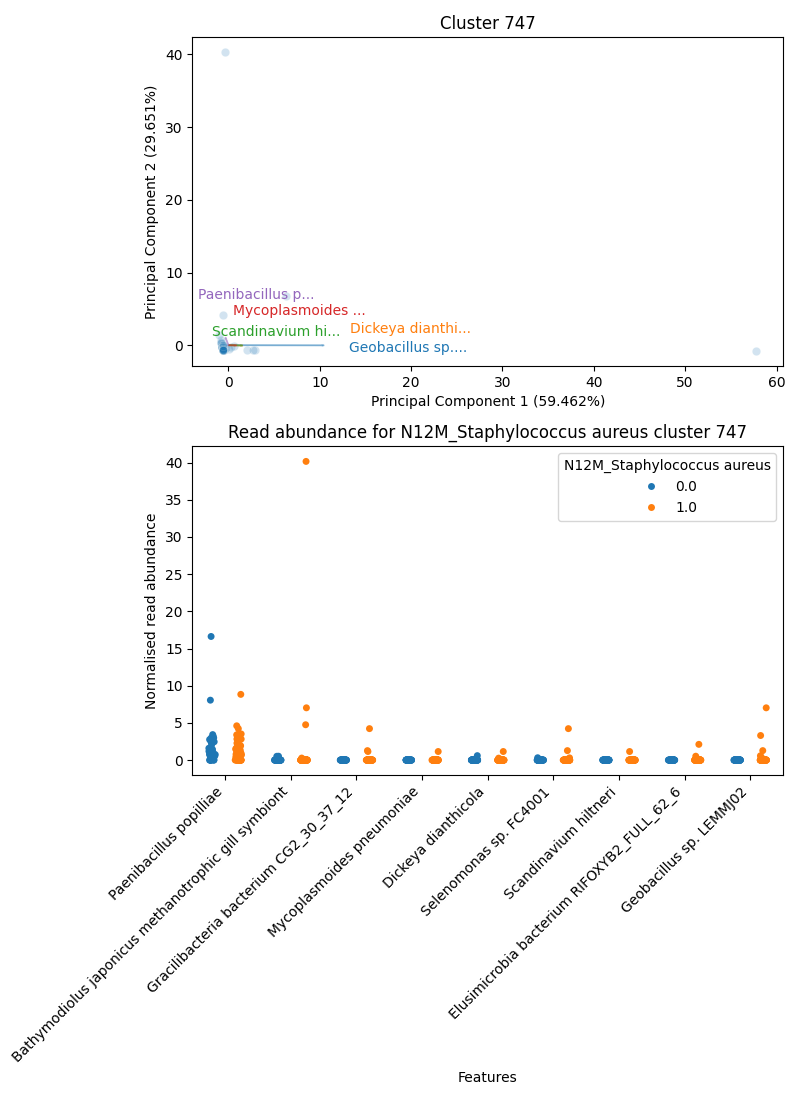 Cluster 747
Principal Component 2 (29.651%)
40
30
20
10
0
Paenibacillus p...
Mycoplasmoides ...
Scandinavium hi...
Dickeya dianthi...
Geobacillus sp....
0 10 20 30 40 50 60
Principal Component 1 (59.462%)
Read abundance for N12M_Staphylococcus aureus cluster 747
Normalised read abundance
40
35
30
25
20
15
10
5
0
N12M_Staphylococcus aureus
0.0
1.0
Paenibacillus popilliae
Bathymodiolus japonicus methanotrophic gill symbiont
Gracilibacteria bacterium CG2_30_37_12
Mycoplasmoides pneumoniae
Dickeya dianthicola
Selenomonas sp. FC4001
Scandinavium hiltneri
Elusimicrobia bacterium RIFOXYB2_FULL_62_6
Geobacillus sp. LEMMJ02
Features